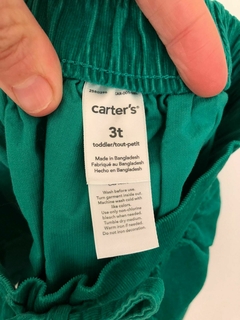 carter's®
3t
toddler/tout-petit
Made in Bangladesh
Fabriqué au Bangladesh
Hecho en Bangladesh
Wash before use.
Turn garment inside out.
Machine wash cold with
like colors.
Use only non-chlorine
bleach when needed.
Tumble dry medium.
Warm iron if needed.
Do not iron decoration.